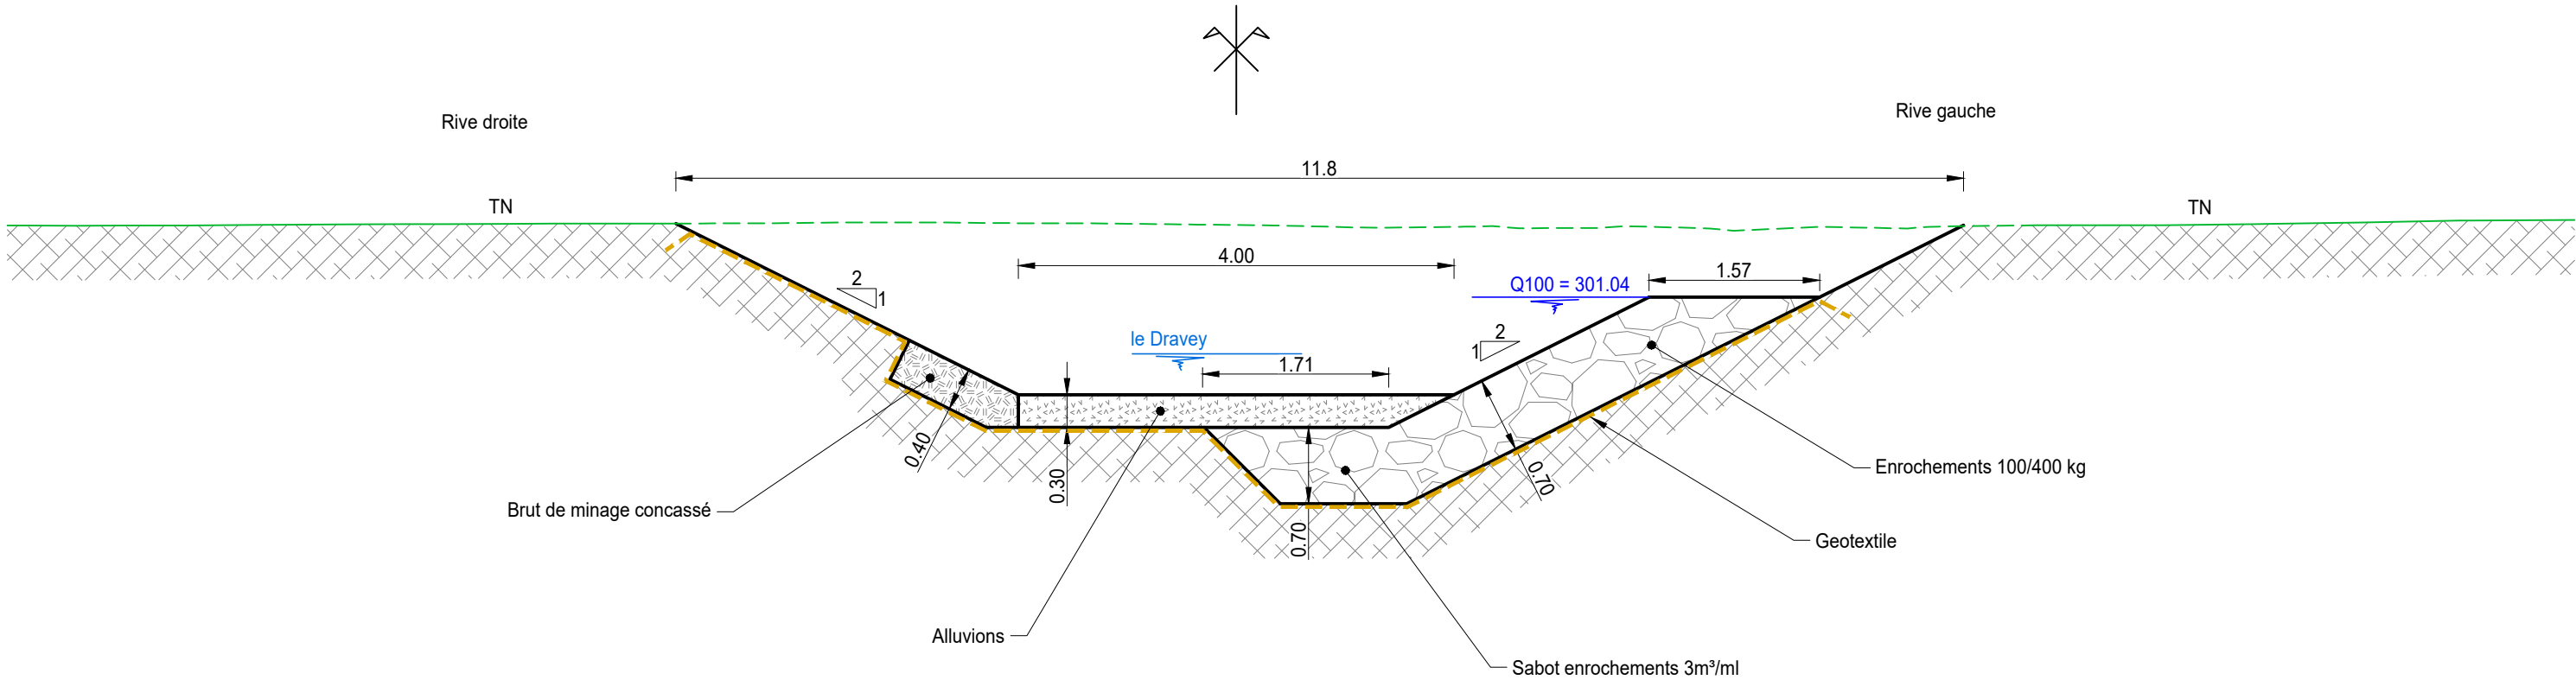 Rive gauche
Rive droite
11.8
TN
TN
4.00
1.57
2
1
Q100 = 301.04
2
1
le Dravey
1.71
0.40
0.30
0.70
0.70
Enrochements 100/400 kg
Brut de minage concassé
Geotextile
Alluvions
Sabot enrochements 3m³/ml